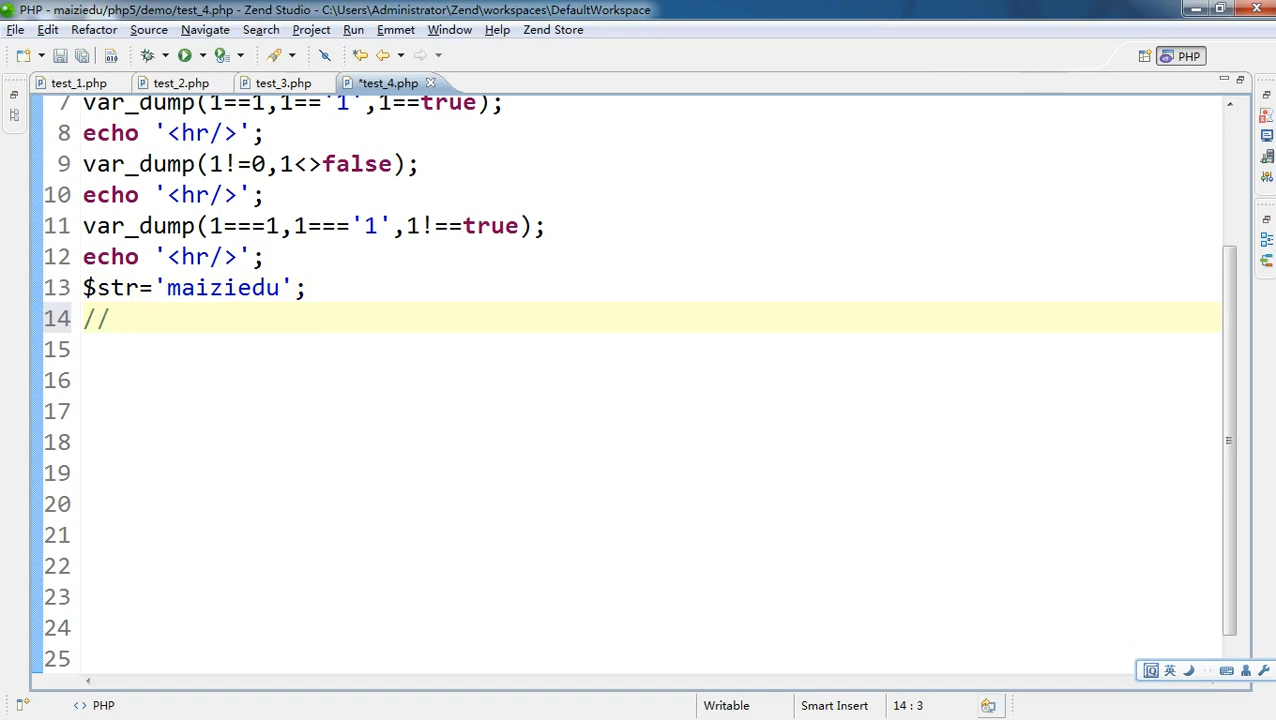 PHP - maiziedu/php5/demo/test_4.php - Zend Studio - C:\Users\Administrator\Zend\workspaces\DefaultWorkspace
File Edit Refactor Source Navigate Search Project Run Emmet Window Help Zend Store
PHP
test_1.php test_2.php test_3.php *test_4.php
7 var_dump(1==1,1=='1',1==true);
8 echo '<hr/>';
9 var_dump(1!=0,1<>false);
10 echo '<hr/>';
11 var_dump(1===1,1==='1',1!==true);
12 echo '<hr/>';
13 $str='maiziedu';
14 //
15
16
17
18
19
20
21
22
23
24
25
英
<> PHP Writable Smart Insert 14 : 3